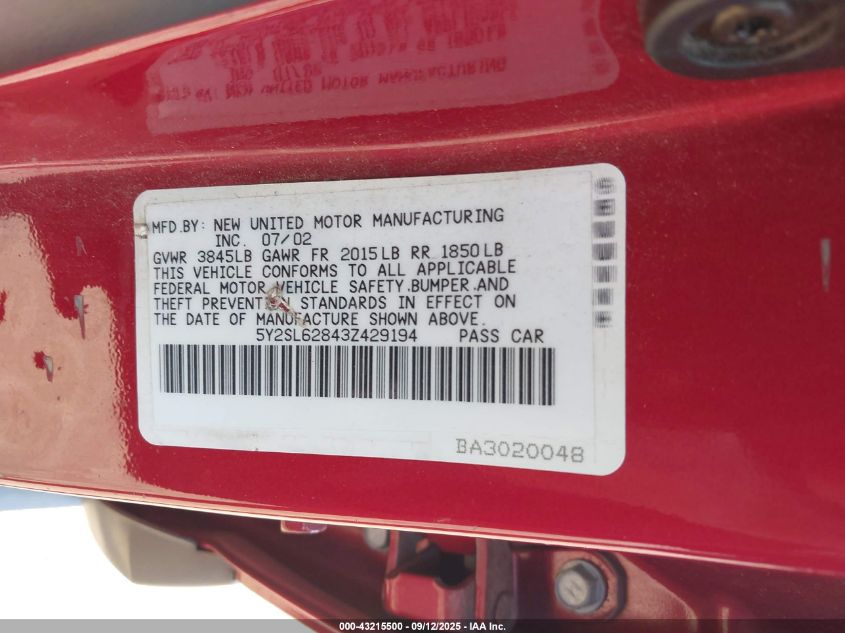 MFD.BY: NEW UNITED MOTOR MANUFACTURING
INC. 07/02
GVWR 3845LB GAWR FR 2015LB RR 1850LB
THIS VEHICLE CONFORMS TO ALL APPLICABLE
FEDERAL MOTOR VEHICLE SAFETY.BUMPER.AND
THEFT PREVENTION STANDARDS IN EFFECT ON
THE DATE OF MANUFACTURE SHOWN ABOVE.
5Y2SL62843Z429194 PASS CAR
BA3020048
000-43215500 - 09/12/2025 - IAA Inc.